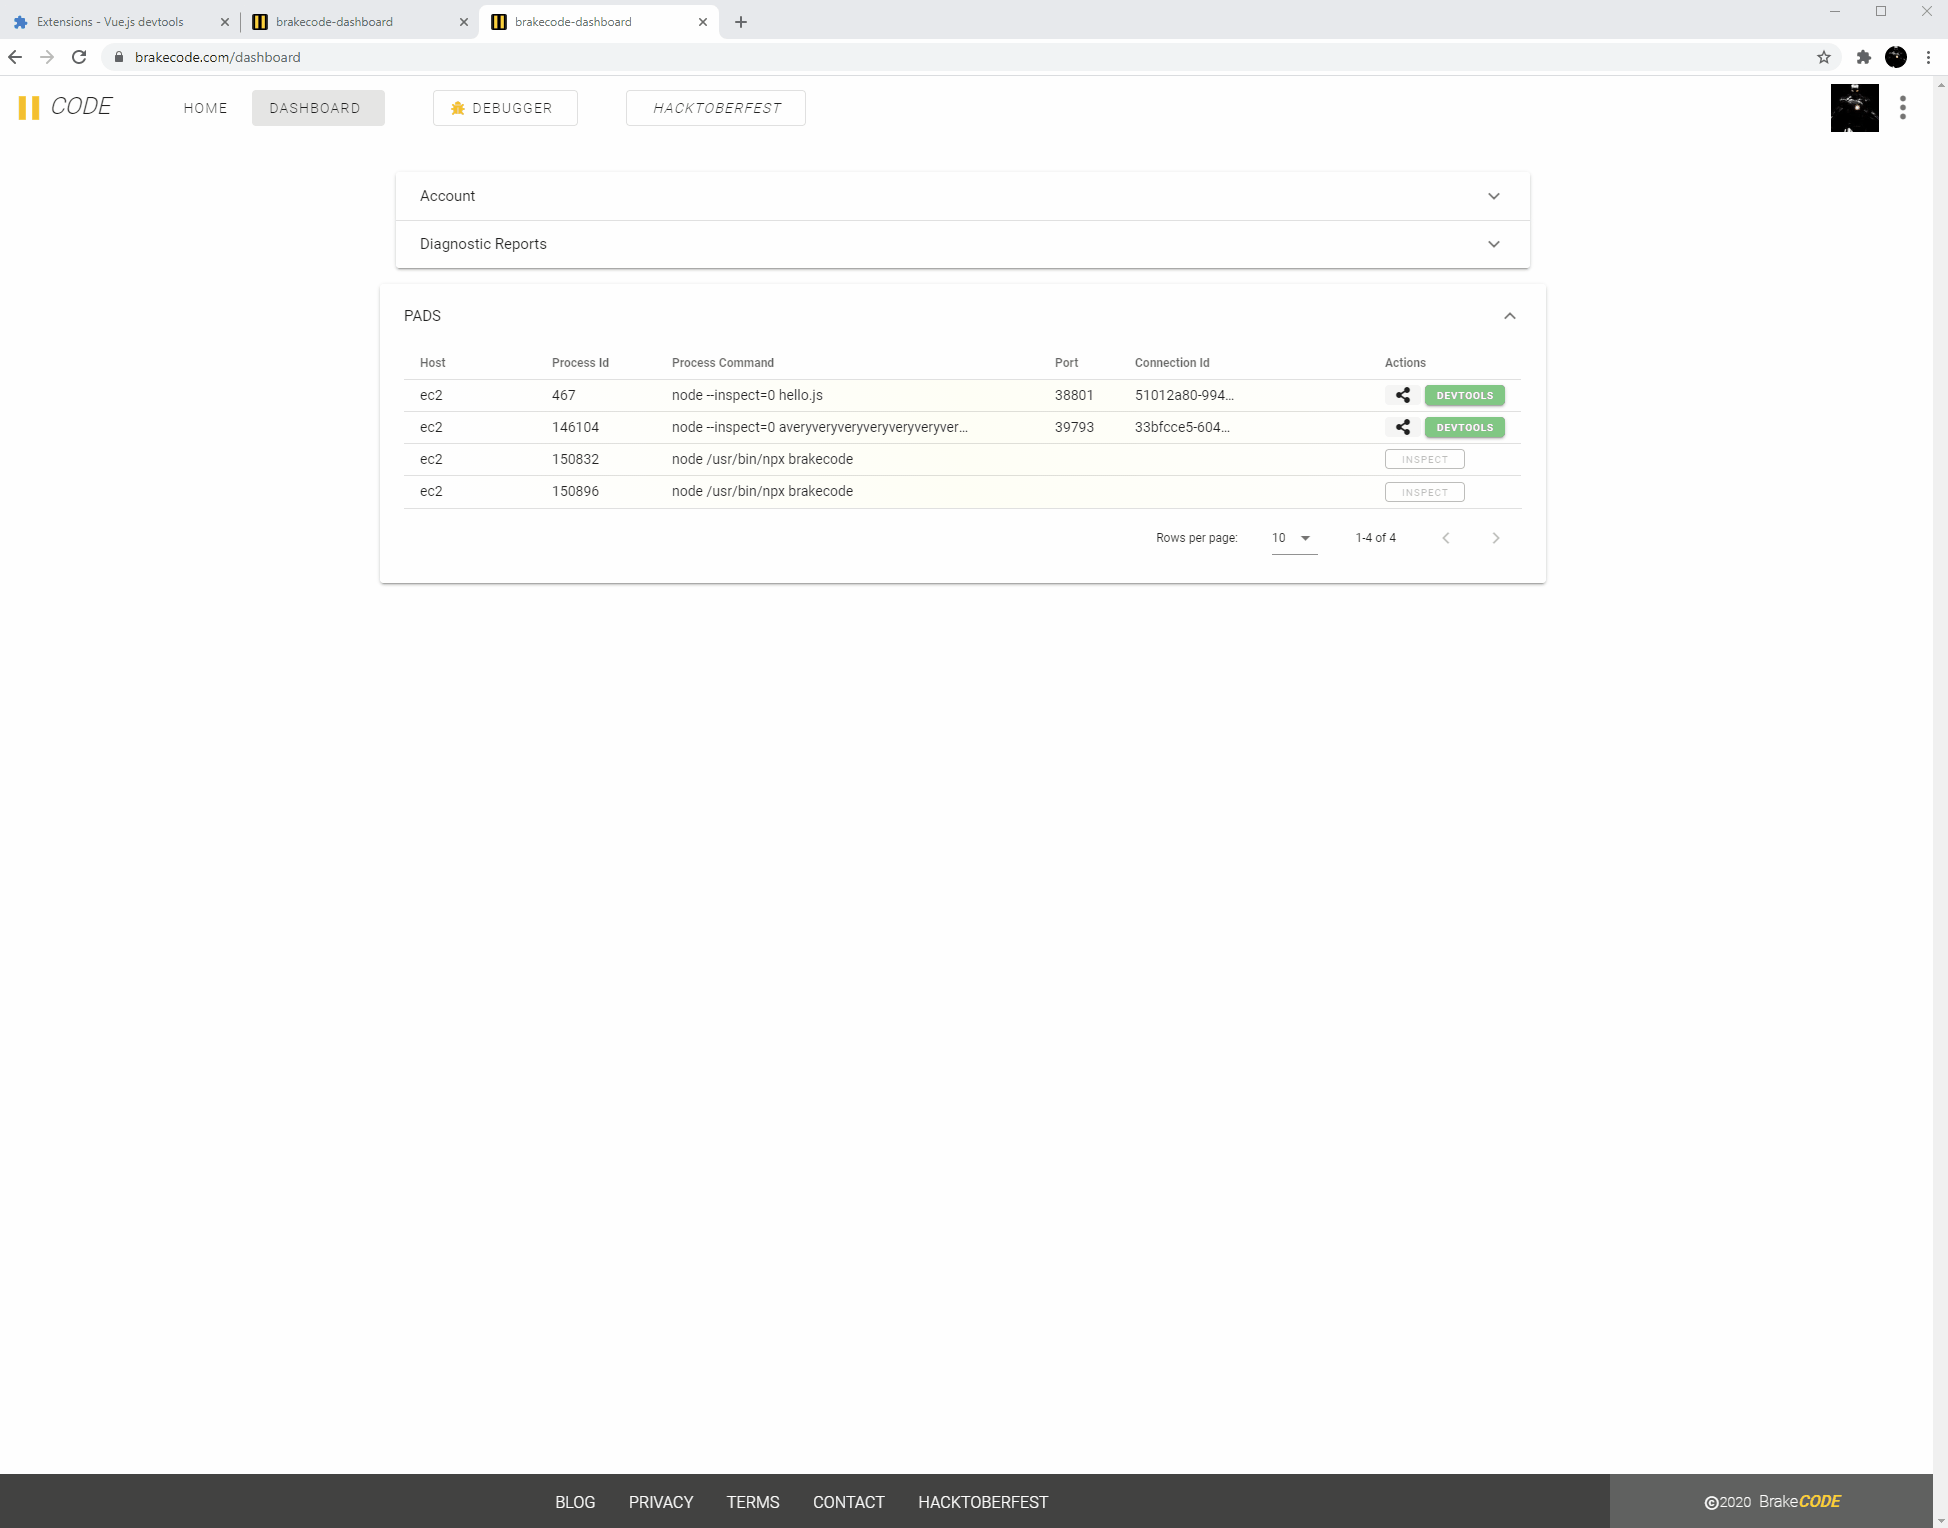 Extensions - Vue.js devtools
brakecode-dashboard
brakecode-dashboard
brakecode.com/dashboard
CODE
HOME
DASHBOARD
DEBUGGER
HACKTOBERFEST
Account
Diagnostic Reports
PADS
Host Process Id Process Command Port Connection Id Actions
ec2 467 node --inspect=0 hello.js 38801 51012a80-994... DEVTOOLS
ec2 146104 node --inspect=0 averyveryveryveryveryveryver... 39793 33bfcce5-604... DEVTOOLS
ec2 150832 node /usr/bin/npx brakecode INSPECT
ec2 150896 node /usr/bin/npx brakecode INSPECT
Rows per page: 10 1-4 of 4
BLOG PRIVACY TERMS CONTACT HACKTOBERFEST
©2020 BrakeCODE